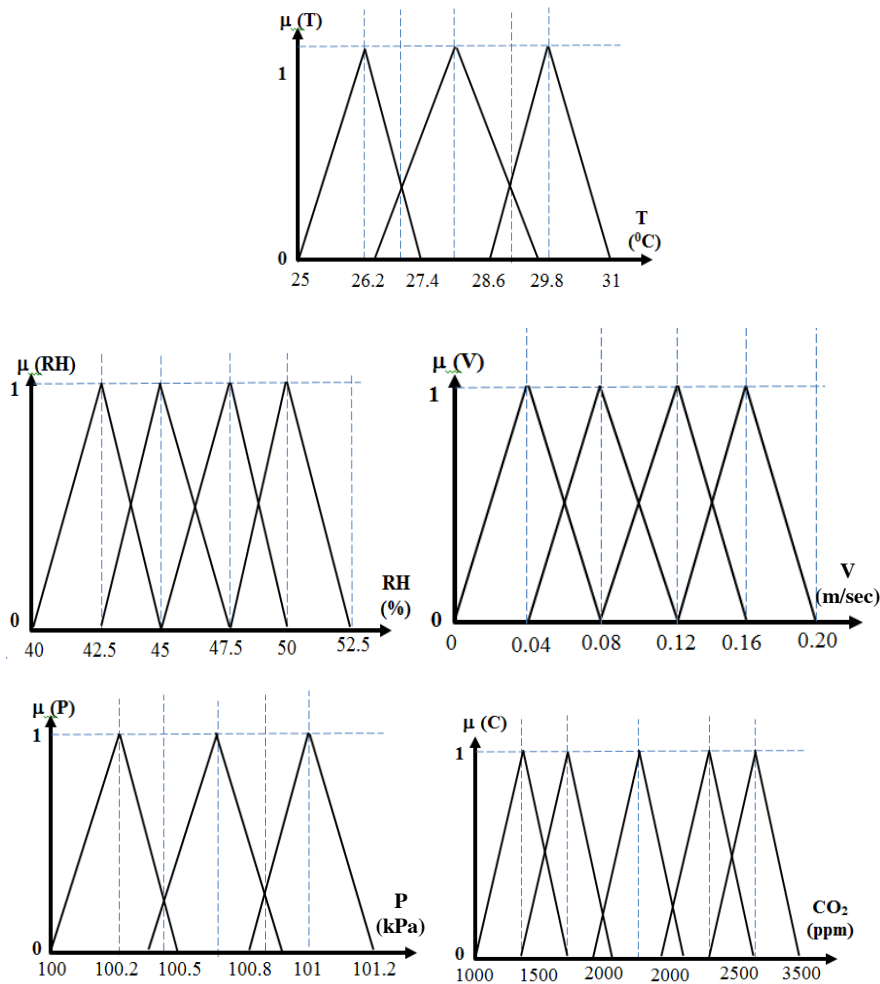 μ (T)
1
0
T
(⁰C)
25 26.2 27.4 28.6 29.8 31
μ (RH)
1
0
RH
(%)
40 42.5 45 47.5 50 52.5
μ (V)
1
0
V
(m/sec)
0 0.04 0.08 0.12 0.16 0.20
μ (P)
1
0
P
(kPa)
100 100.2 100.5 100.8 101 101.2
μ (C)
1
0
CO₂
(ppm)
1000 1500 2000 2000 2500 3500